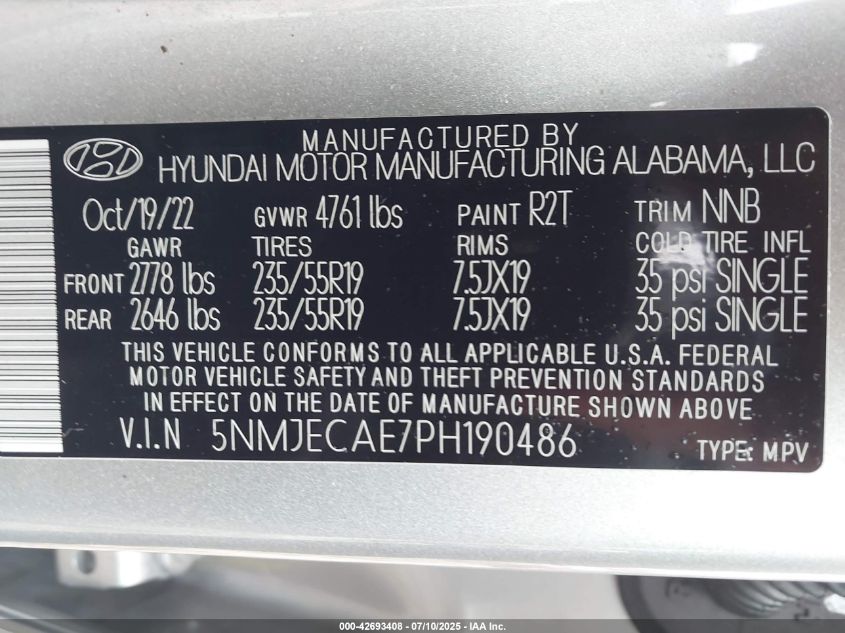 MANUFACTURED BY
HYUNDAI MOTOR MANUFACTURING ALABAMA, LLC
Oct/19/22 GVWR 4761 lbs PAINT R2T TRIM NNB
GAWR TIRES RIMS COLD TIRE INFL
FRONT 2778 lbs 235/55R19 7.5JX19 35 psi SINGLE
REAR 2646 lbs 235/55R19 7.5JX19 35 psi SINGLE
THIS VEHICLE CONFORMS TO ALL APPLICABLE U.S.A. FEDERAL
MOTOR VEHICLE SAFETY AND THEFT PREVENTION STANDARDS
IN EFFECT ON THE DATE OF MANUFACTURE SHOWN ABOVE
V.I.N 5NMJECAE7PH190486 TYPE: MPV
000-42693408 - 07/10/2025 - IAA Inc.